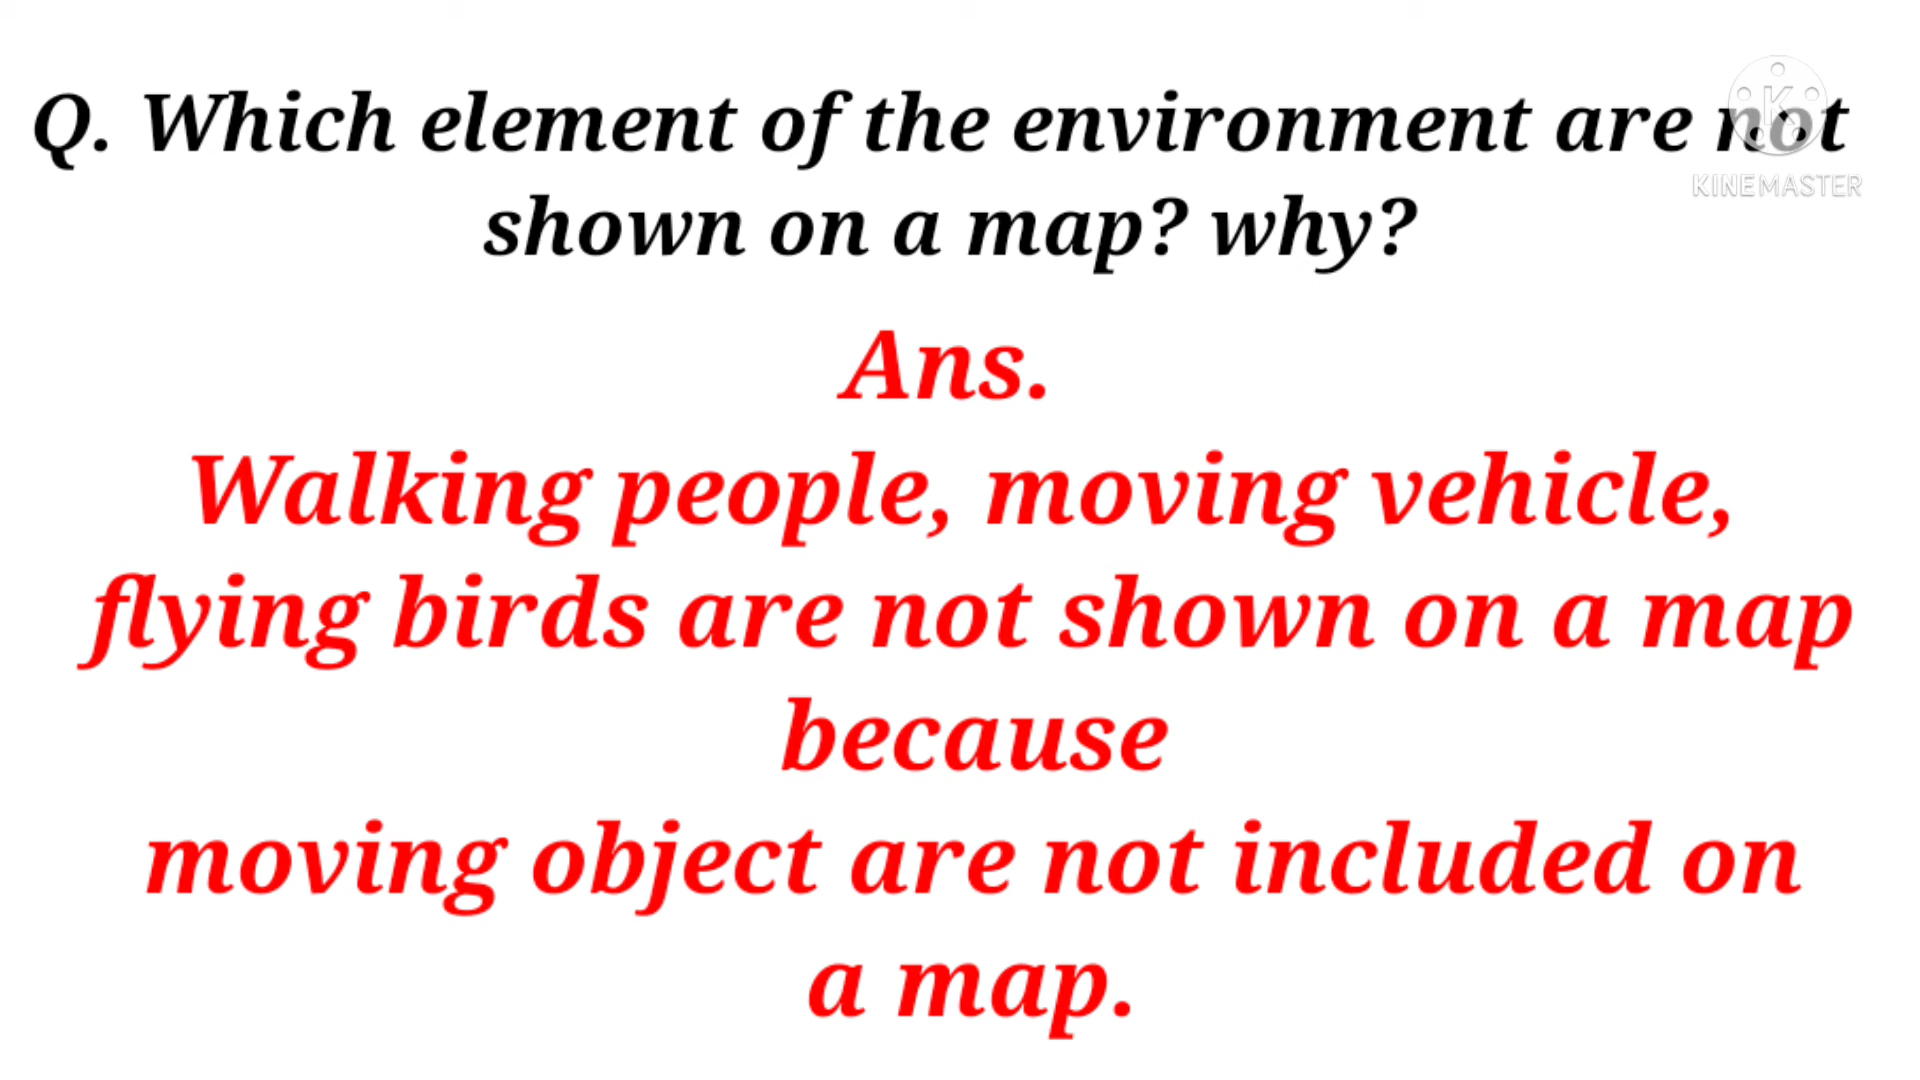 Q. Which element of the environment are not
KINEMASTER
shown on a map? why?
Ans.
Walking people, moving vehicle,
flying birds are not shown on a map
because
moving object are not included on
a map.